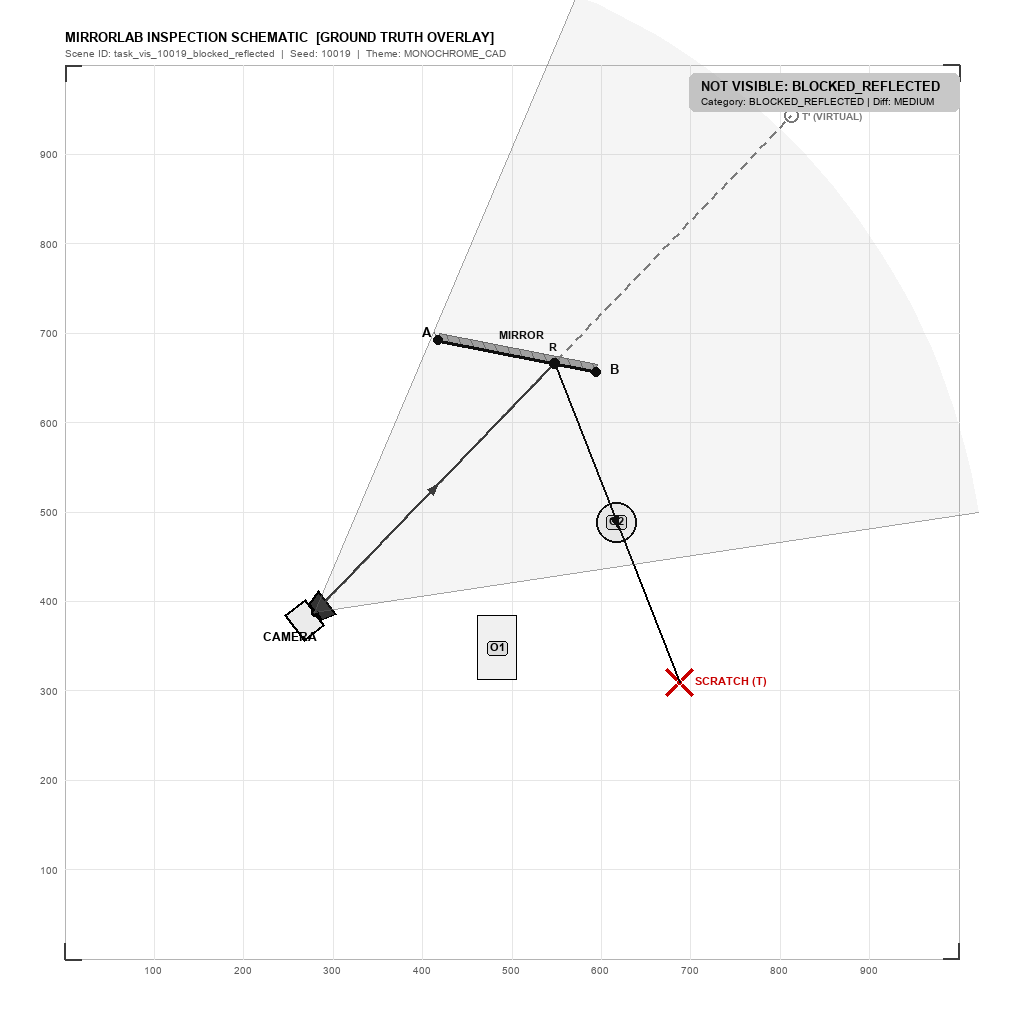 MIRRORLAB INSPECTION SCHEMATIC [GROUND TRUTH OVERLAY]
Scene ID: task_vis_10019_blocked_reflected | Seed: 10019 | Theme: MONOCHROME_CAD
NOT VISIBLE: BLOCKED_REFLECTED
Category: BLOCKED_REFLECTED | Diff: MEDIUM
T' (VIRTUAL)
900
800
700
600
500
400
300
200
100
A
MIRROR
R
B
CAMERA
O1
SCRATCH (T)
100
200
300
400
500
600
700
800
900